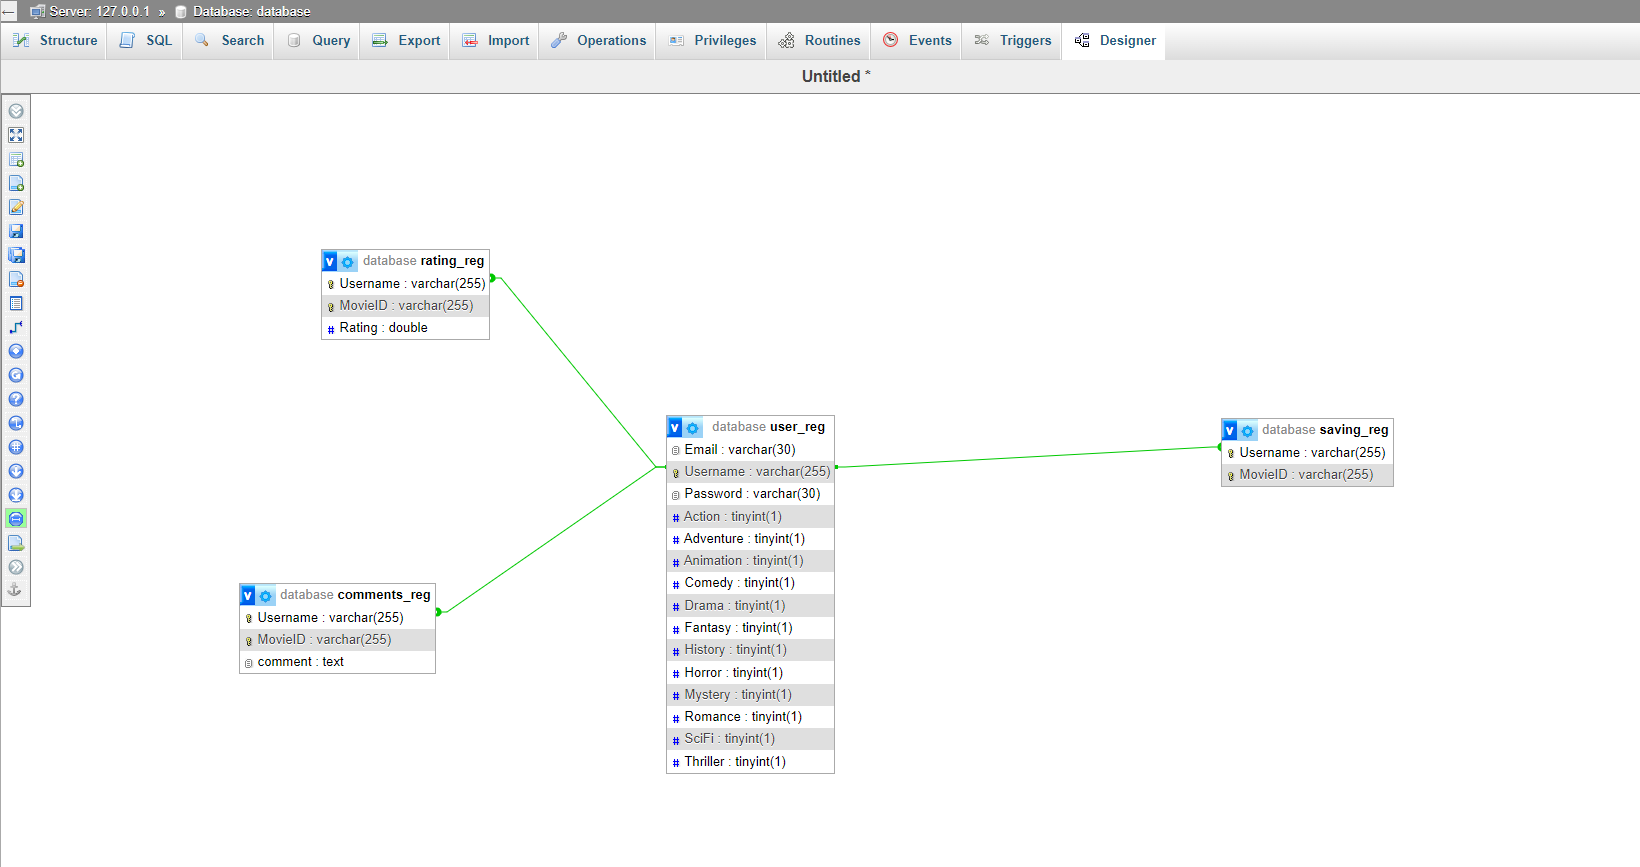 Server: 127.0.0.1 » Database: database
Structure SQL Search Query Export Import Operations Privileges Routines Events Triggers Designer
Untitled *
v database rating_reg
Username : varchar(255)
MovieID : varchar(255)
# Rating : double
v database user_reg
Email : varchar(30)
Username : varchar(255)
Password : varchar(30)
# Action : tinyint(1)
# Adventure : tinyint(1)
# Animation : tinyint(1)
# Comedy : tinyint(1)
# Drama : tinyint(1)
# Fantasy : tinyint(1)
# History : tinyint(1)
# Horror : tinyint(1)
# Mystery : tinyint(1)
# Romance : tinyint(1)
# SciFi : tinyint(1)
# Thriller : tinyint(1)
v database saving_reg
Username : varchar(255)
MovieID : varchar(255)
v database comments_reg
Username : varchar(255)
MovieID : varchar(255)
comment : text